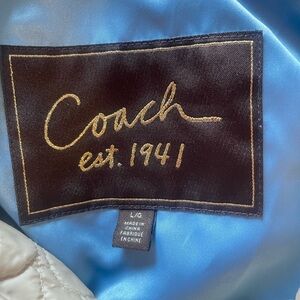 Coach
est. 1941
L/G
MADE IN
CHINA
FABRIQUÉ
EN CHINE